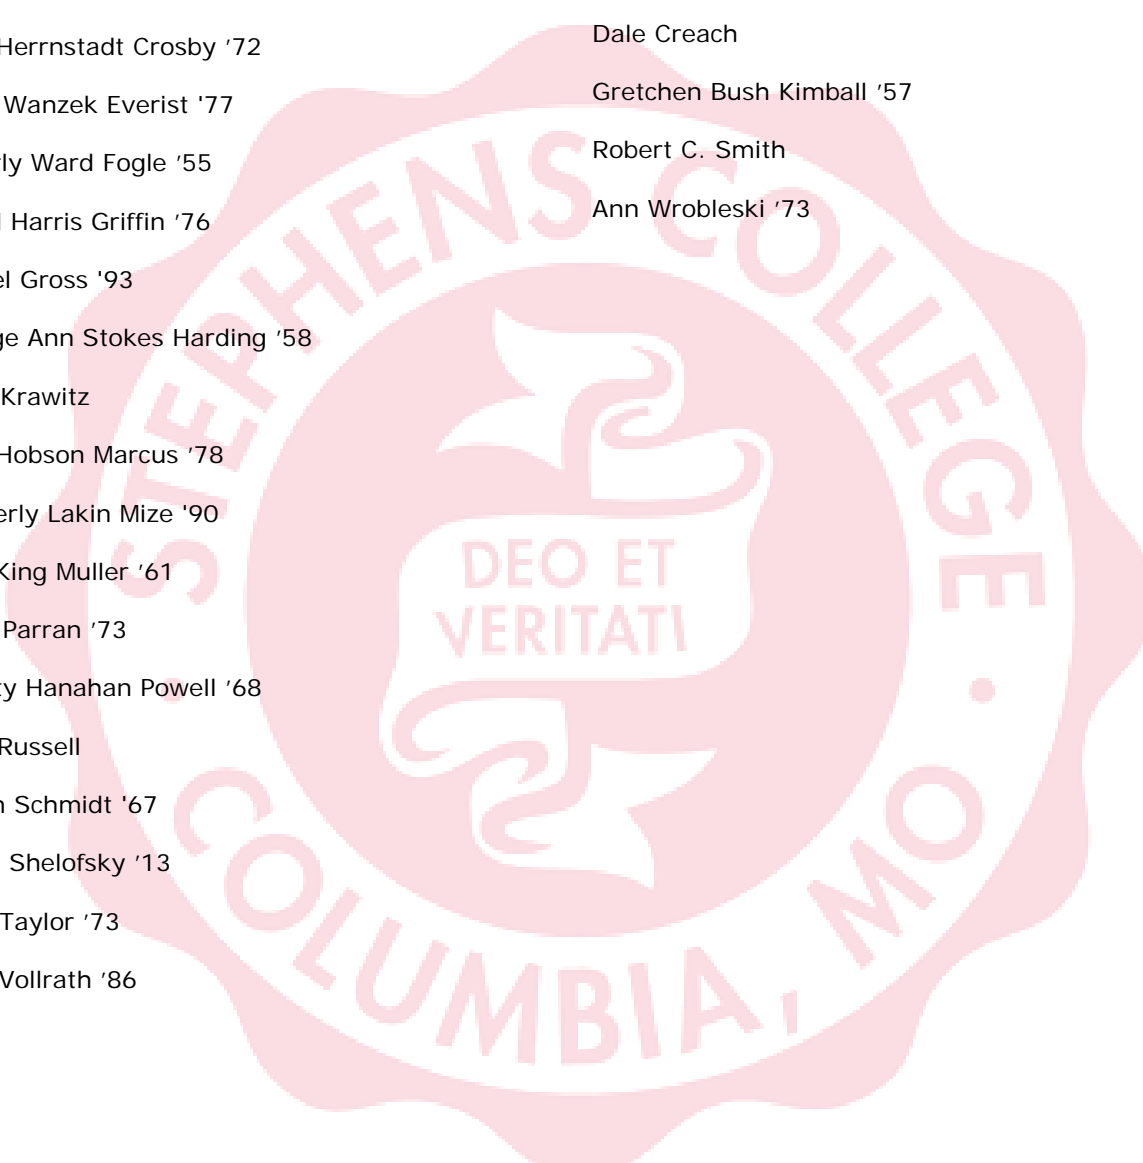 Herrnstadt Crosby ’72
Wanzek Everist '77
ly Ward Fogle ’55
Harris Griffin ’76
el Gross '93
ge Ann Stokes Harding ’58
Krawitz
Hobson Marcus ’78
erly Lakin Mize '90
King Muller ’61
Parran ’73
ty Hanahan Powell ’68
Russell
Schmidt '67
Shelofsky ’13
Taylor ’73
Vollrath ’86
Dale Creach
Gretchen Bush Kimball ’57
Robert C. Smith
Ann Wrobleski ’73
STEPHENS COLLEGE
DEO ET
VERITATI
COLUMBIA, MO